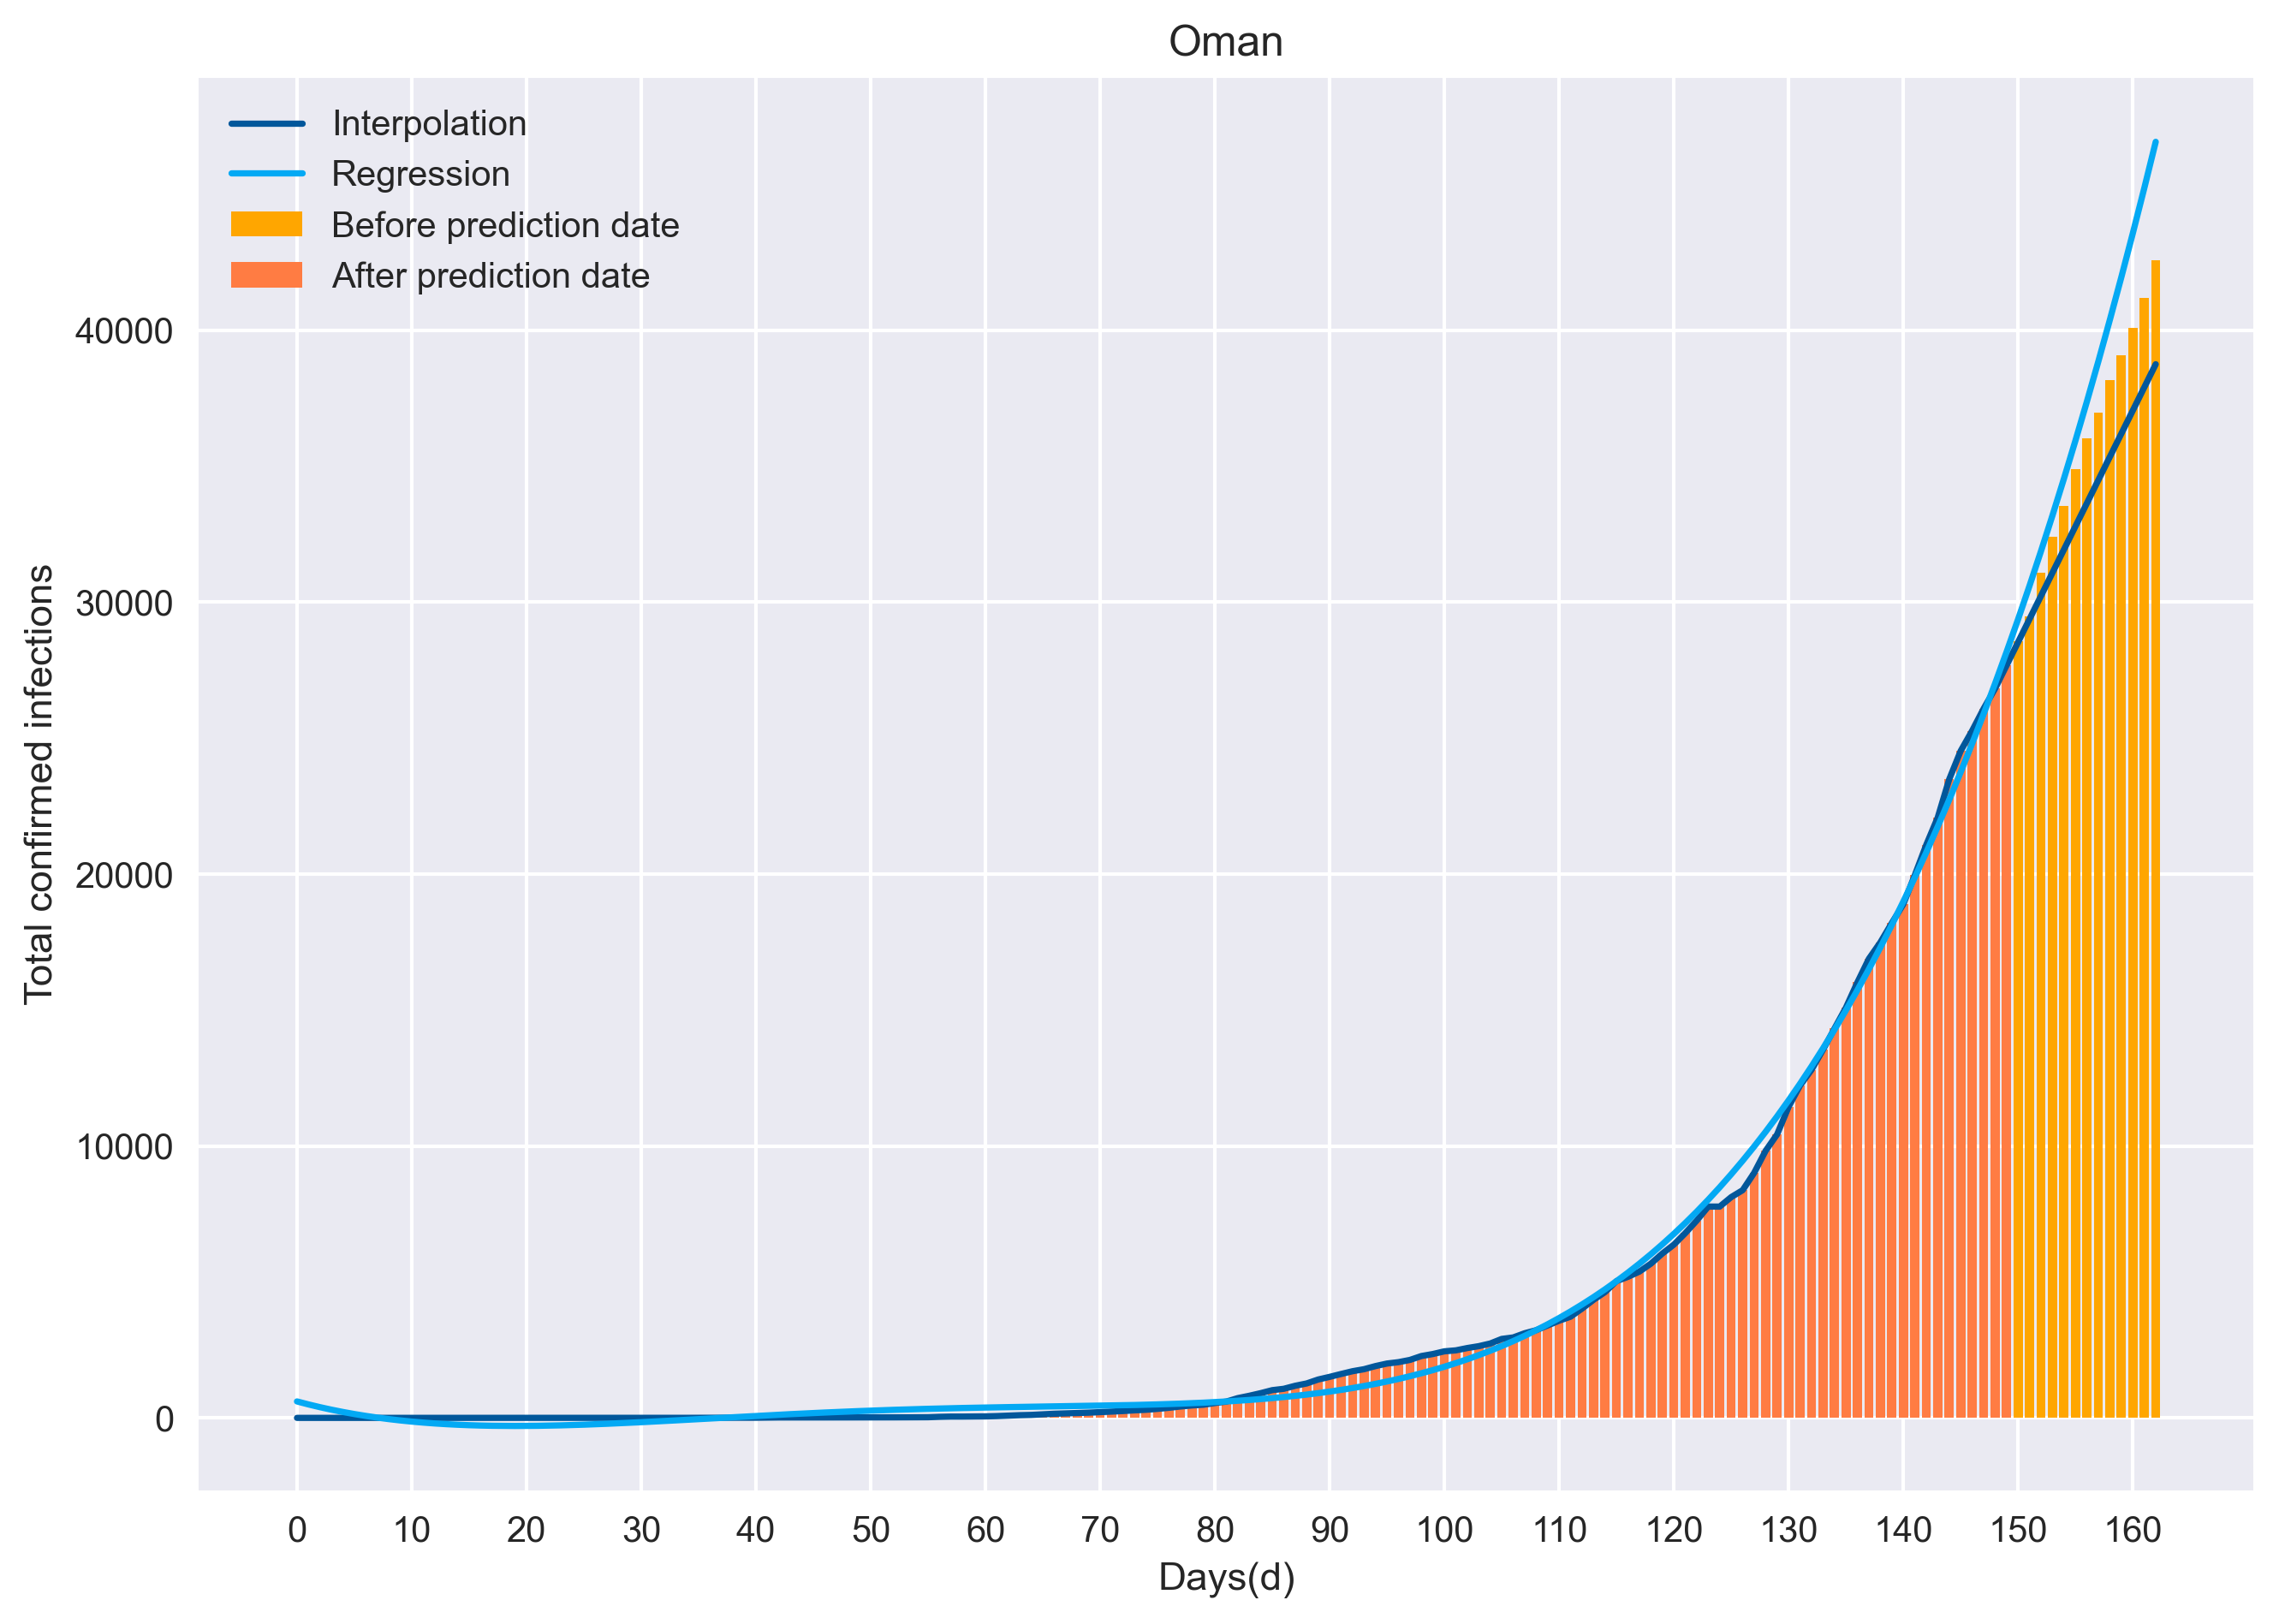 Oman
Interpolation
Regression
Before prediction date
After prediction date
40000
30000
20000
10000
0
Total confirmed infections
0 10 20 30 40 50 60 70 80 90 100 110 120 130 140 150 160
Days(d)